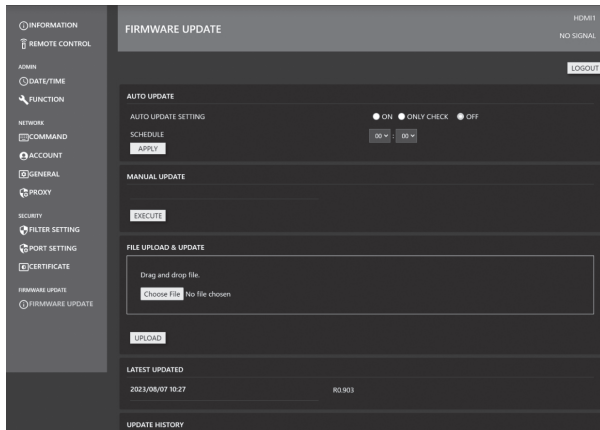 INFORMATION
REMOTE CONTROL
ADMIN
DATE/TIME
FUNCTION
NETWORK
COMMAND
ACCOUNT
GENERAL
PROXY
SECURITY
FILTER SETTING
PORT SETTING
CERTIFICATE
FIRMWARE UPDATE
FIRMWARE UPDATE
FIRMWARE UPDATE
HDMI1
NO SIGNAL
LOGOUT
AUTO UPDATE
AUTO UPDATE SETTING ON ONLY CHECK OFF
SCHEDULE 00 : 00
APPLY
MANUAL UPDATE
EXECUTE
FILE UPLOAD & UPDATE
Drag and drop file.
Choose File No file chosen
UPLOAD
LATEST UPDATED
2023/08/07 10:27 R0.903
UPDATE HISTORY